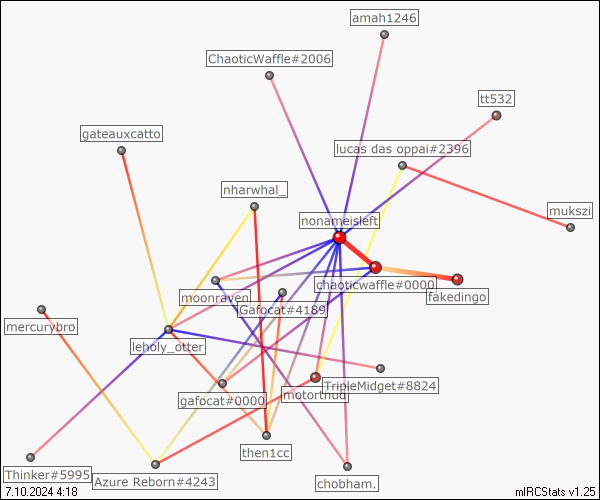 amah1246
ChaoticWaffle#2006
tt532
gateauxcatto
lucas das oppai#2396
nharwhal_
mukszi
nonameisleft
chaoticwaffle#0000
moonraven
fakedingo
Gafocat#4189
mercurybro
leholy_otter
TripleMidget#8824
gafocat#0000
motorthud
then1cc
Thinker#5995
Azure Reborn#4243
chobham.
7.10.2024 4:18
mIRCStats v1.25